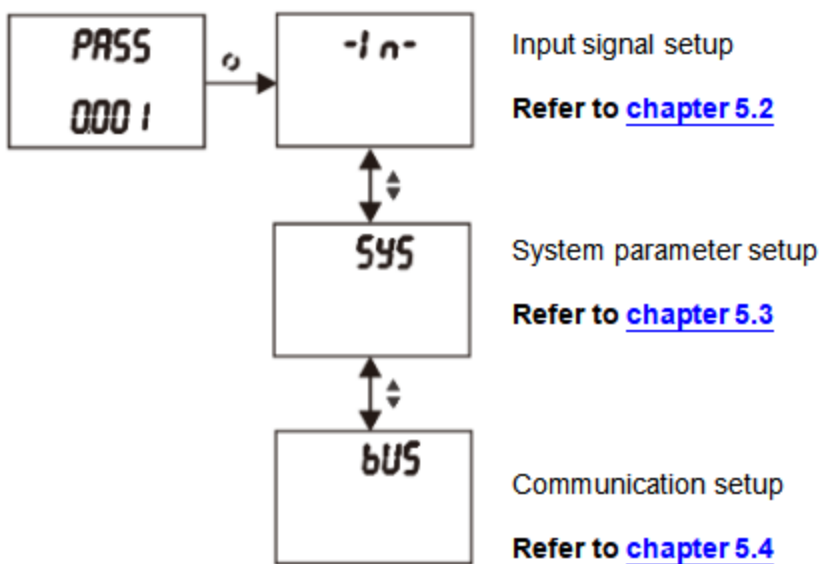 PASS
0.001
-In-
Input signal setup
Refer to chapter 5.2
SYS
System parameter setup
Refer to chapter 5.3
bUS
Communication setup
Refer to chapter 5.4